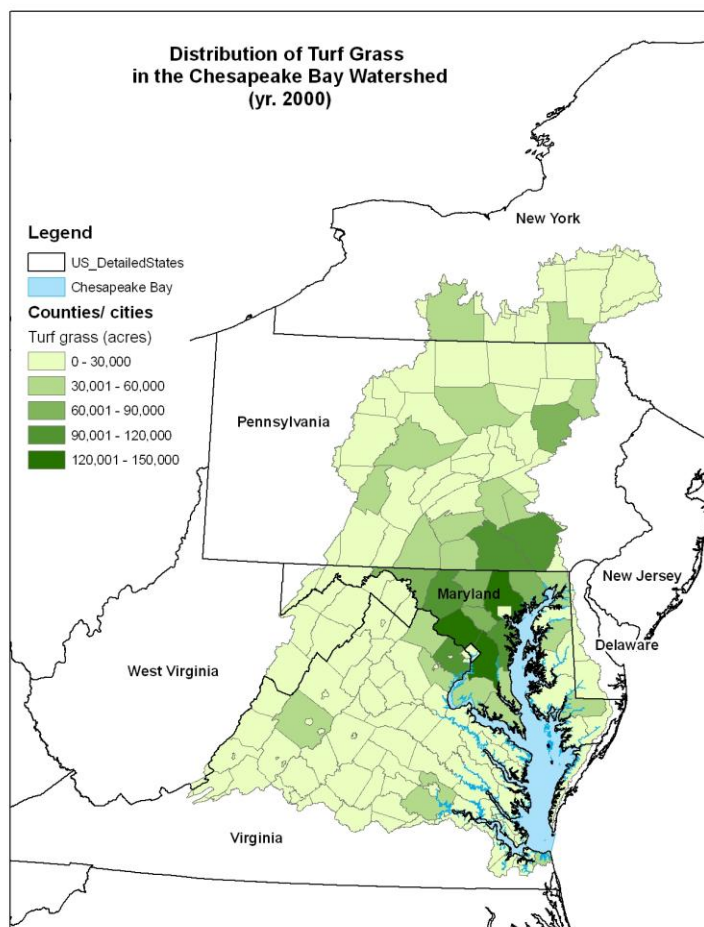 Distribution of Turf Grass
in the Chesapeake Bay Watershed
(yr. 2000)
New York
Legend
US_DetailedStates
Chesapeake Bay
Counties/ cities
Turf grass (acres)
0 - 30,000
30,001 - 60,000
60,001 - 90,000
90,001 - 120,000
120,001 - 150,000
Pennsylvania
New Jersey
Maryland
Delaware
West Virginia
Virginia